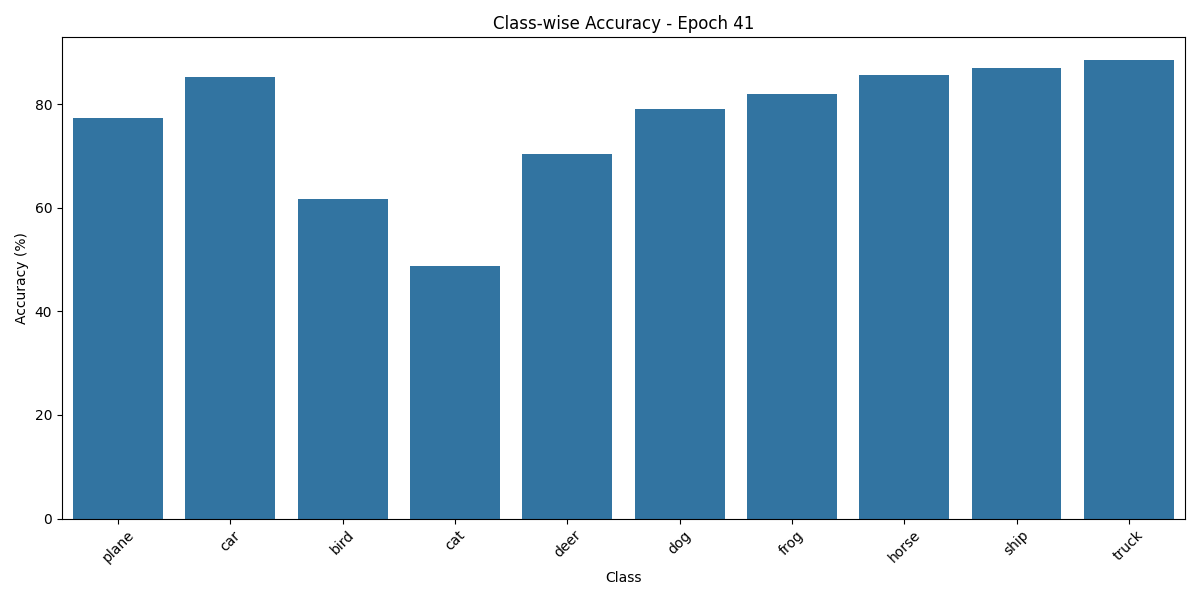 Class-wise Accuracy - Epoch 41
Accuracy (%)
80
60
40
20
0
plane car bird cat deer dog frog horse ship truck
Class